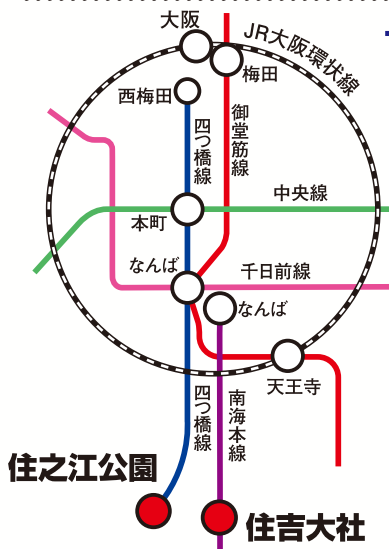 大阪
JR大阪環状線
梅田
西梅田
御堂筋線
四つ橋線
中央線
本町
なんば
千日前線
なんば
天王寺
四つ橋線
南海本線
住之江公園
住吉大社